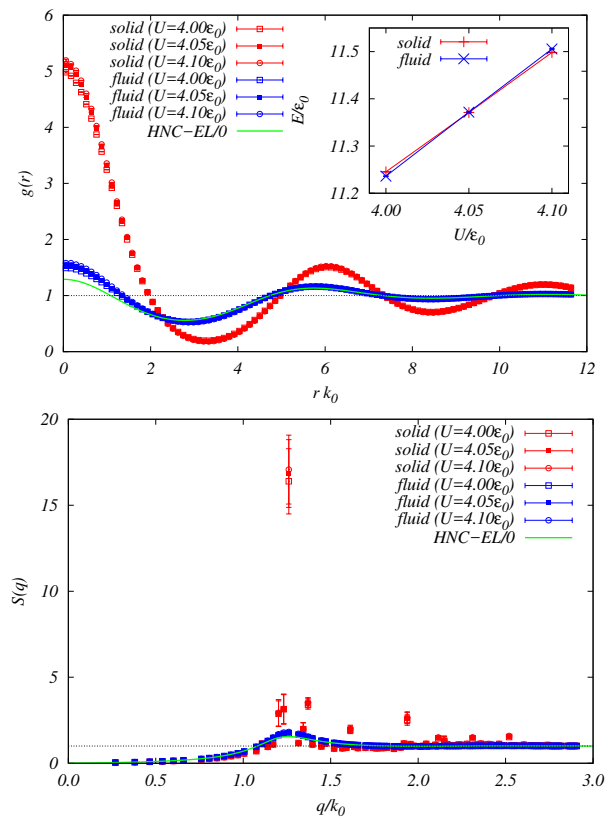 solid (U=4.00ε0)
solid (U=4.05ε0)
solid (U=4.10ε0)
fluid (U=4.00ε0)
fluid (U=4.05ε0)
fluid (U=4.10ε0)
HNC−EL/0
g(r)
6
5
4
3
2
1
0
0 2 4 6 8 10 12
r k0
solid
fluid
E/ε0
11.5
11.4
11.3
11.2
4.00 4.05 4.10
U/ε0
solid (U=4.00ε0)
solid (U=4.05ε0)
solid (U=4.10ε0)
fluid (U=4.00ε0)
fluid (U=4.05ε0)
fluid (U=4.10ε0)
HNC−EL/0
S(q)
20
15
10
5
0
0.0 0.5 1.0 1.5 2.0 2.5 3.0
q/k0